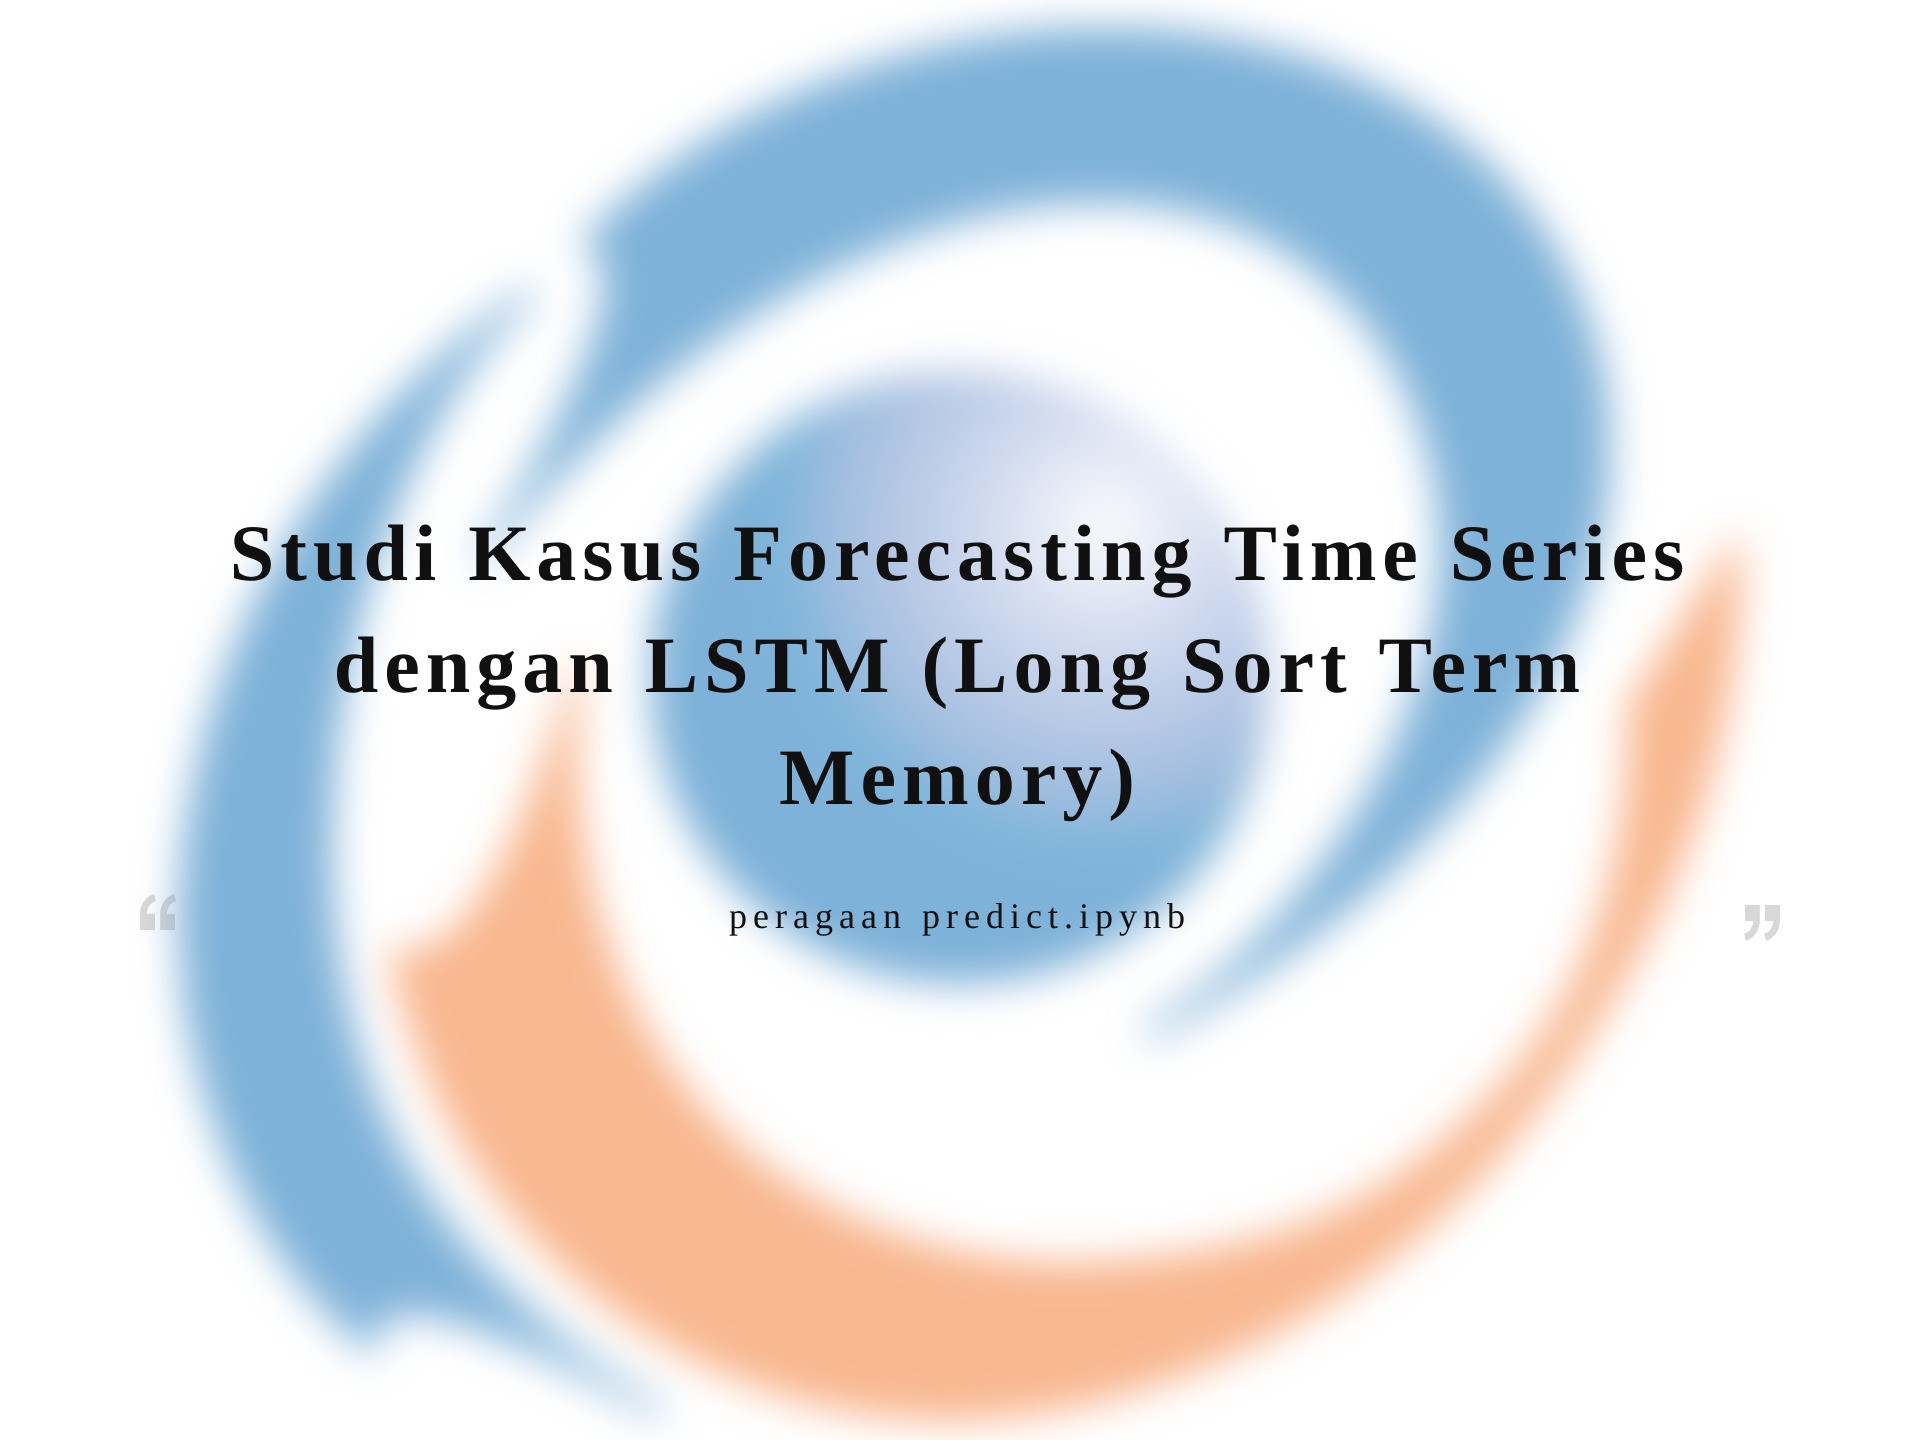 Studi Kasus Forecasting Time Series
dengan LSTM (Long Sort Term
Memory)
“ peragaan predict.ipynb ”